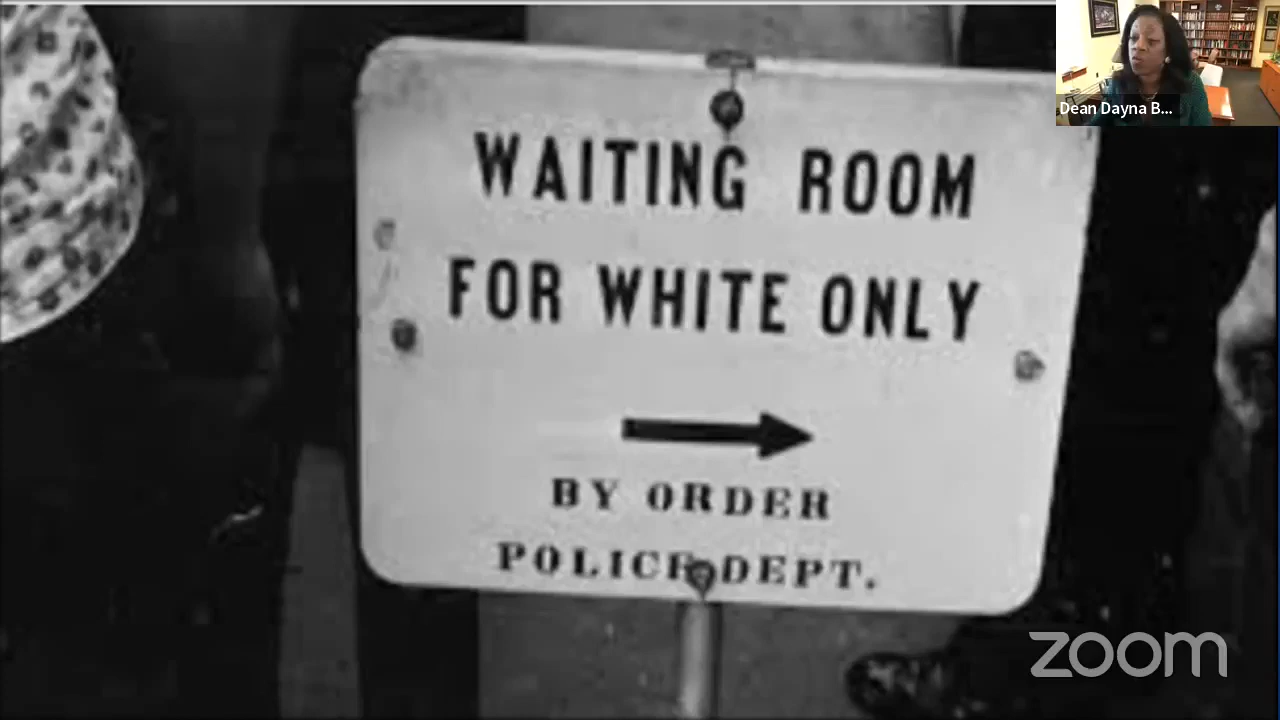 WAITING ROOM
FOR WHITE ONLY
BY ORDER
POLICE DEPT.
Dean Dayna B...
zoom